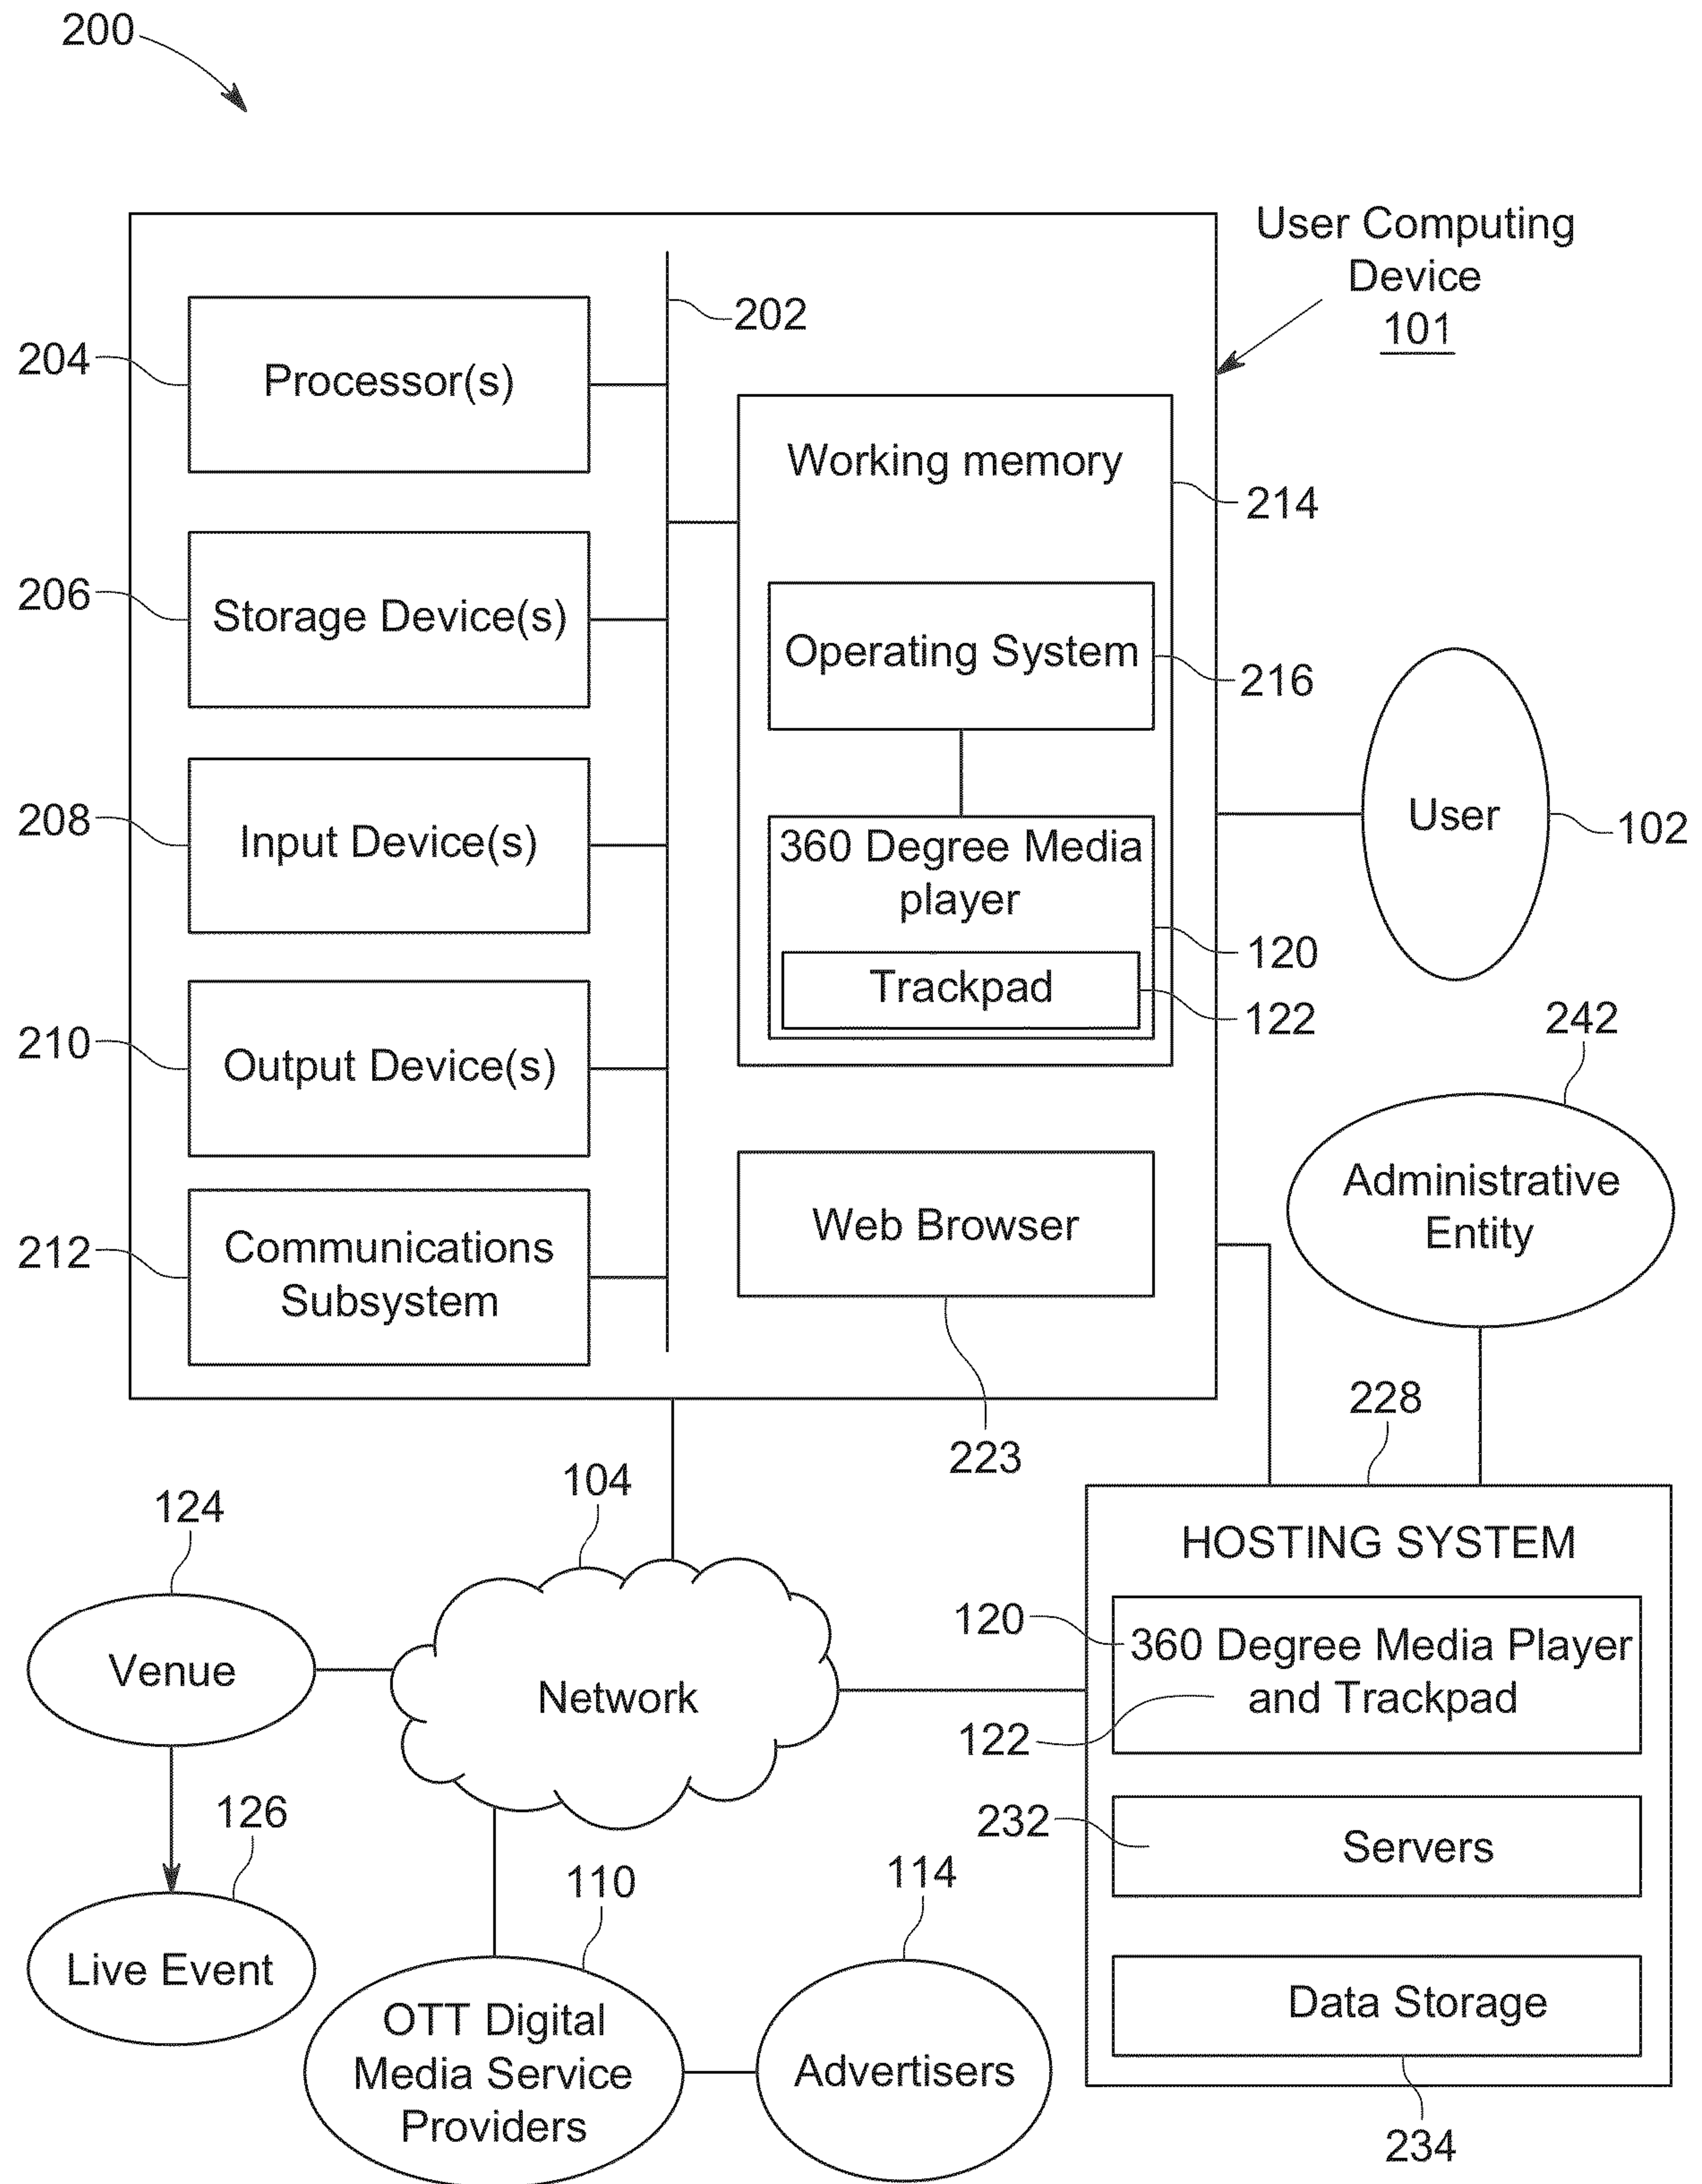 200
User Computing
Device
101
202
204
Processor(s)
Working memory
214
206
Storage Device(s)
Operating System
216
208
Input Device(s)
360 Degree Media
player
120
Trackpad
122
User
102
210
Output Device(s)
242
Administrative
Entity
212
Communications
Subsystem
Web Browser
223
228
HOSTING SYSTEM
104
124
Venue
Network
120
360 Degree Media Player
and Trackpad
122
126
Live Event
232
Servers
110
OTT Digital
Media Service
Providers
114
Advertisers
Data Storage
234